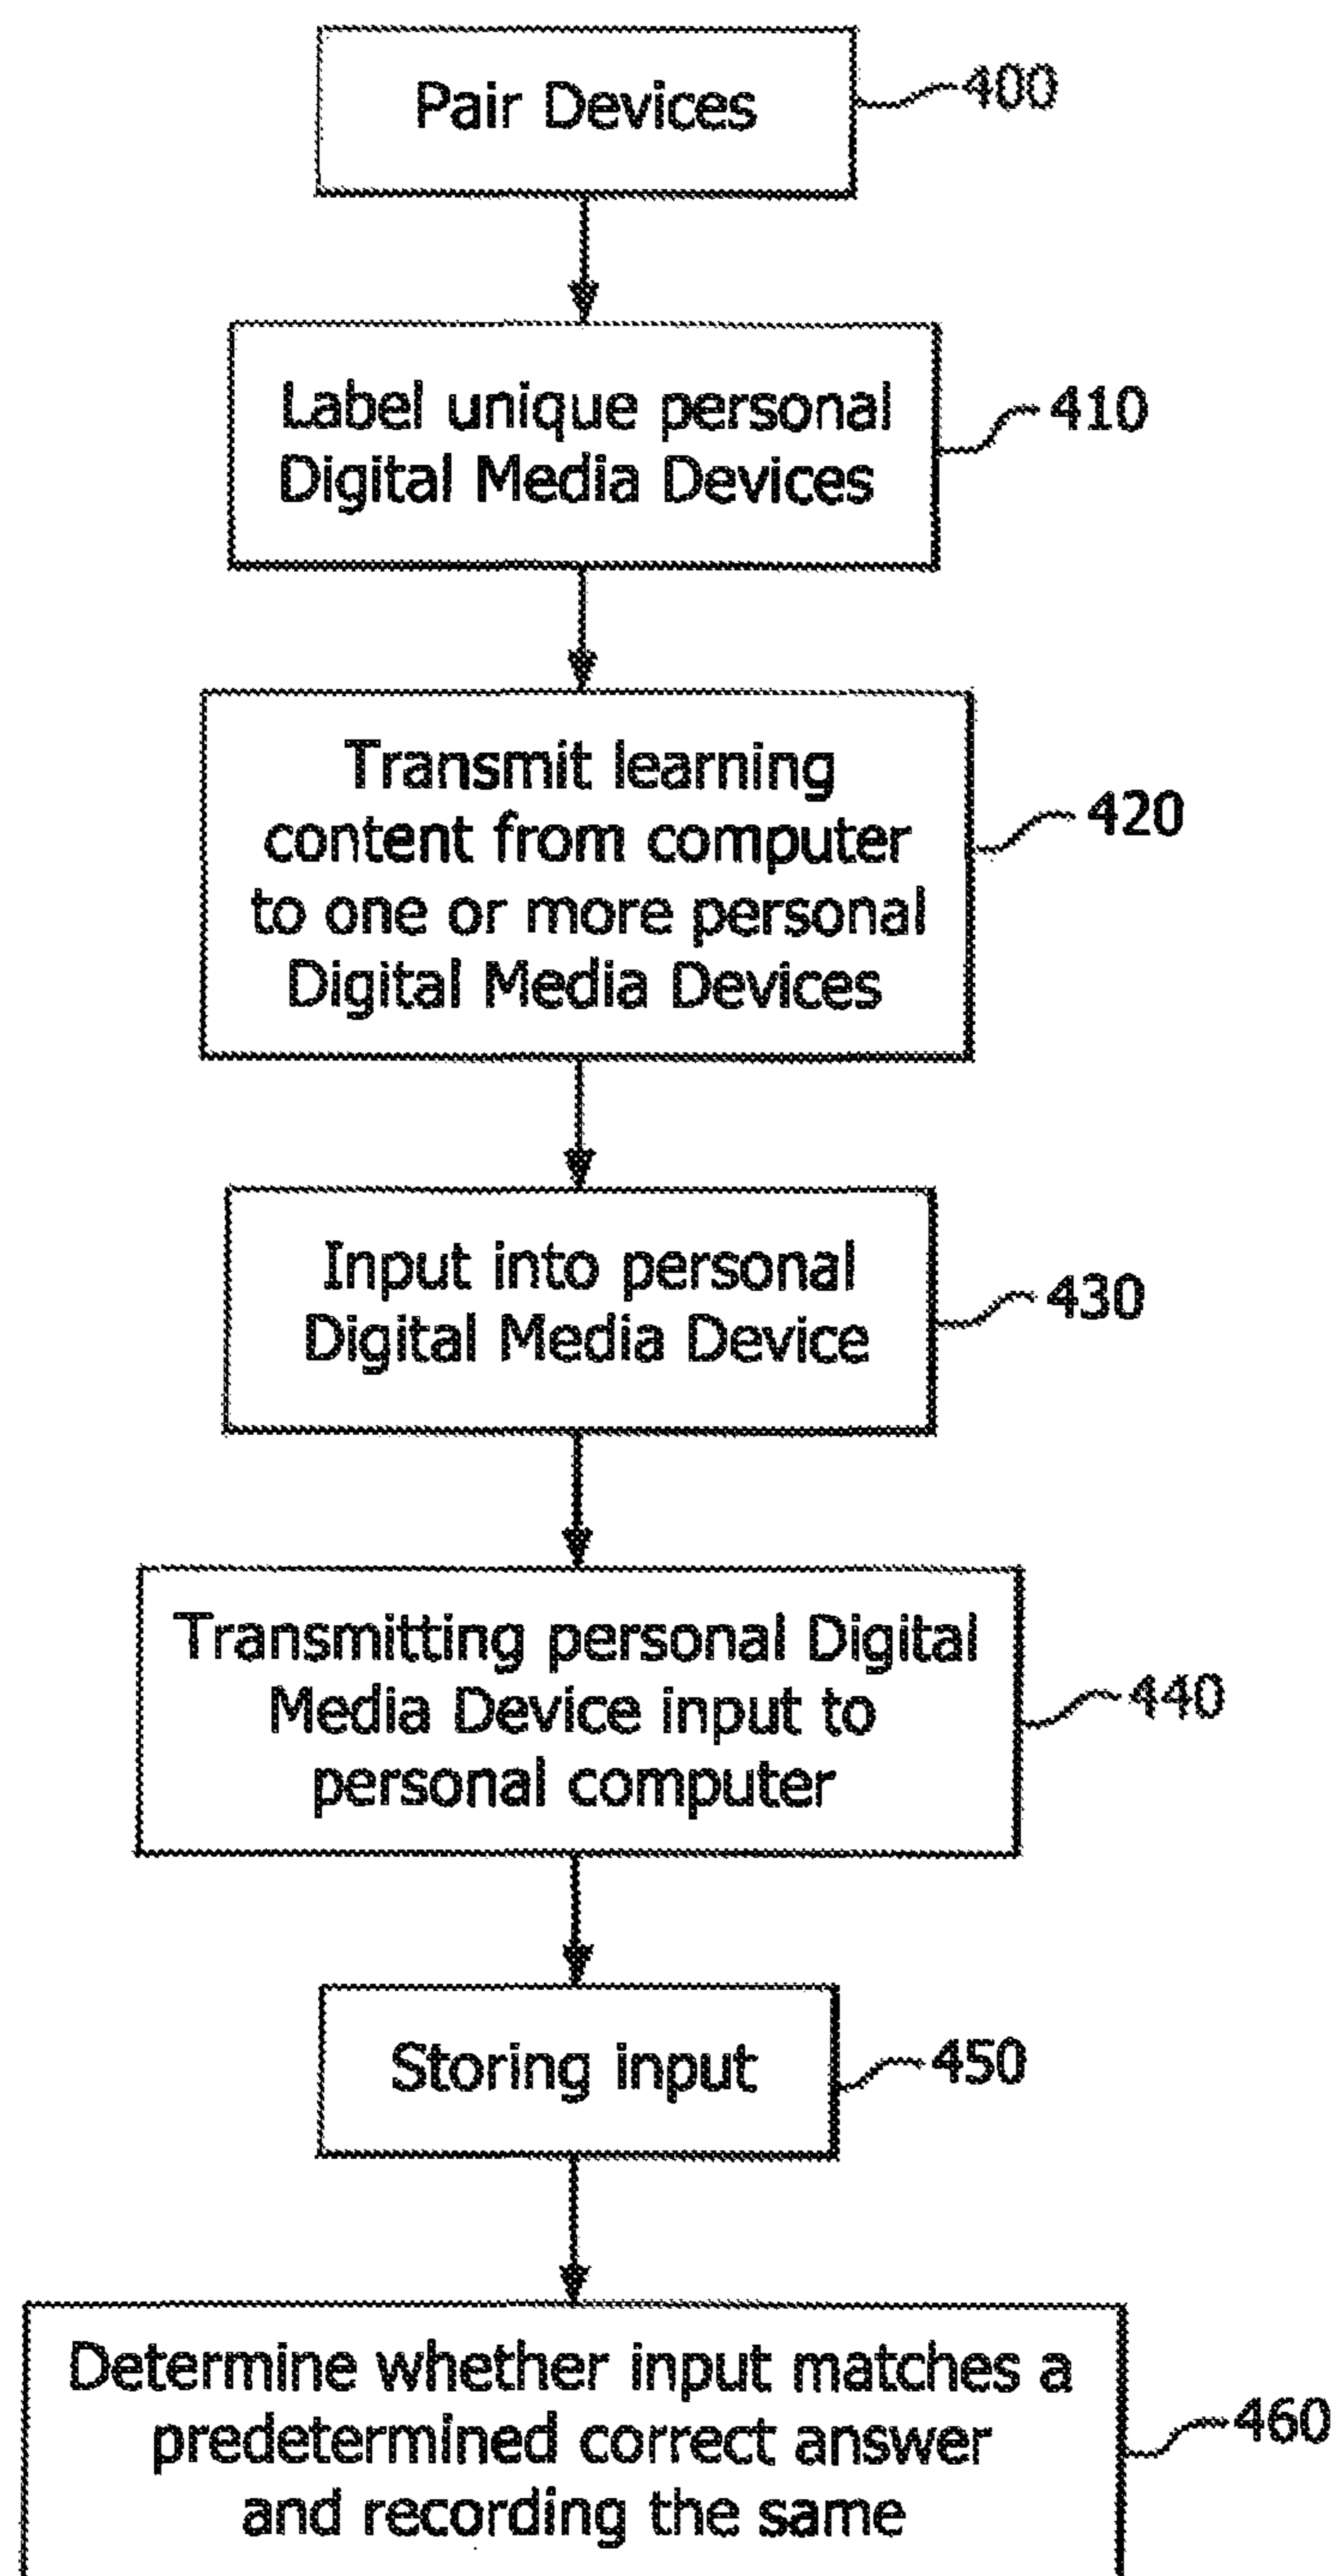 Pair Devices
400
Label unique personal
Digital Media Devices
410
Transmit learning
content from computer
to one or more personal
Digital Media Devices
420
Input into personal
Digital Media Device
430
Transmitting personal Digital
Media Device input to
personal computer
440
Storing input
450
Determine whether input matches a
predetermined correct answer
and recording the same
460